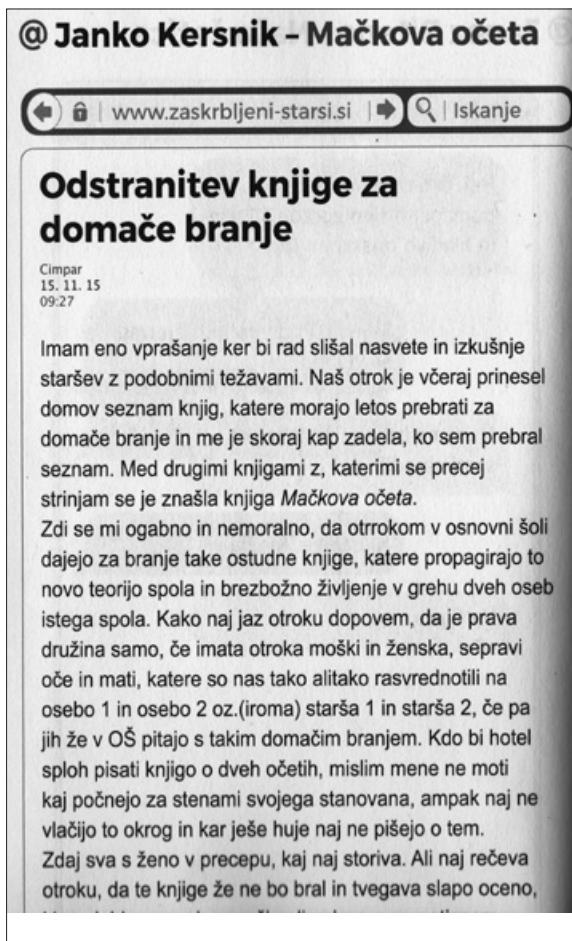 @ Janko Kersnik – Mačkova očeta
www.zaskrbljeni-starsi.si
Iskanje
Odstranitev knjige za
domače branje
Cimpar
15. 11. 15
09:27
Imam eno vprašanje ker bi rad slišal nasvete in izkušnje
staršev z podobnimi težavami. Naš otrok je včeraj prinesel
domov seznam knjig, katere morajo letos prebrati za
domače branje in me je skoraj kap zadela, ko sem prebral
seznam. Med drugimi knjigami z, katerimi se precej
strinjam se je znašla knjiga Mačkova očeta.
Zdi se mi ogabno in nemoralno, da otrrokom v osnovni šoli
dajejo za branje take ostudne knjige, katere propagirajo to
novo teorijo spola in brezbožno življenje v grehu dveh oseb
istega spola. Kako naj jaz otroku dopovem, da je prava
družina samo, če imata otroka moški in ženska, sepravi
oče in mati, katere so nas tako alitako rasvrednotili na
osebo 1 in osebo 2 oz.(iroma) starša 1 in starša 2, če pa
jih že v OŠ pitajo s takim domačim branjem. Kdo bi hotel
sploh pisati knjigo o dveh očetih, mislim mene ne moti
kaj počnejo za stenami svojega stanovana, ampak naj ne
vlačijo to okrog in kar ješe huje naj ne pišejo o tem.
Zdaj sva s ženo v precepu, kaj naj storiva. Ali naj rečeva
otroku, da te knjige že ne bo bral in tvegava slapo oceno,